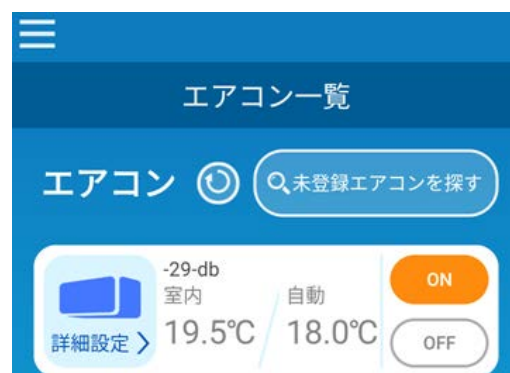 エアコン一覧
エアコン
未登録エアコンを探す
-29-db
室内
自動
ON
19.5℃
18.0℃
詳細設定
OFF